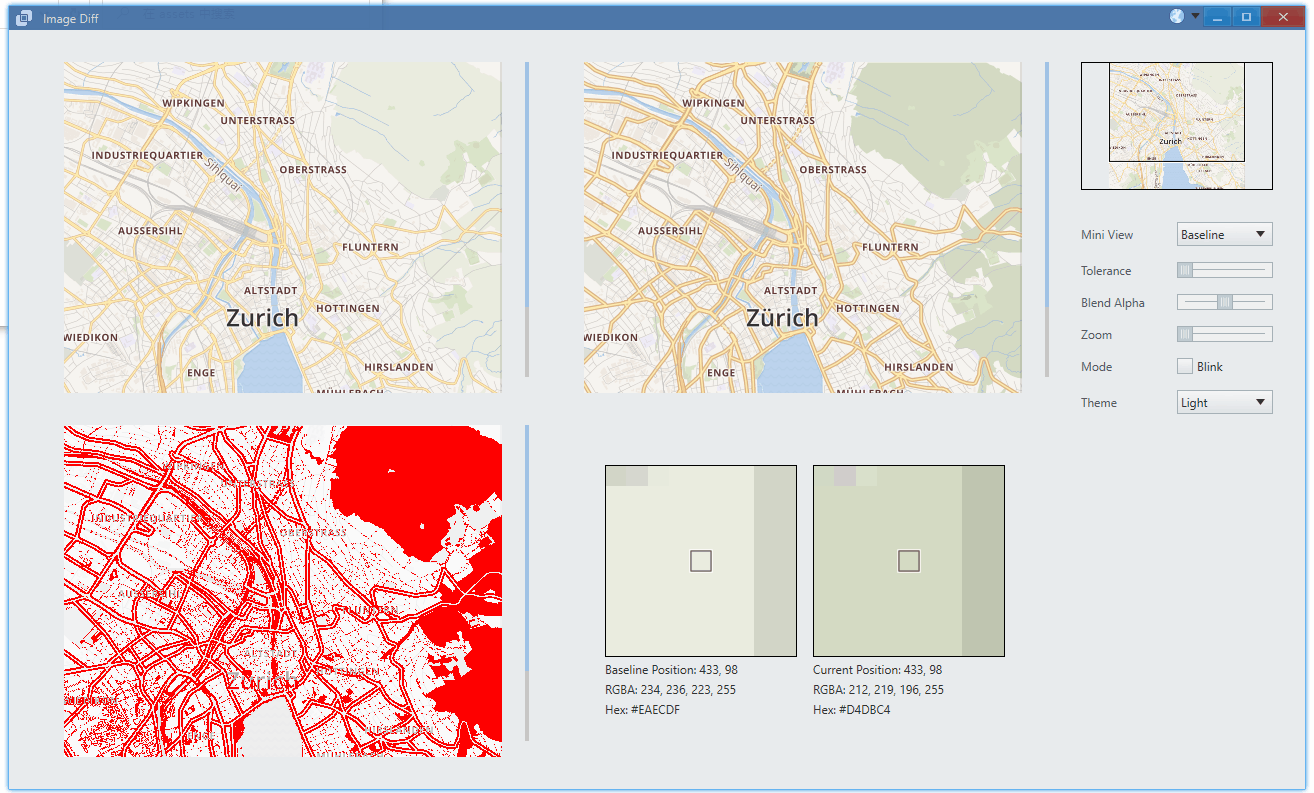 Image Diff
WIPKINGEN
UNTERSTRASS
INDUSTRIEQUARTIER
Sihlquai
OBERSTRASS
AUSSERSIHL
FLUNTERN
ALTSTADT
HOTTINGEN
Zurich
WIEDIKON
ENGE
HIRSLANDEN
MÜHLEBACH
WIPKINGEN
UNTERSTRASS
INDUSTRIEQUARTIER
Sihlquai
OBERSTRASS
AUSSERSIHL
FLUNTERN
ALTSTADT
HOTTINGEN
Zürich
WIEDIKON
ENGE
HIRSLANDEN
MÜHLEBACH
Zurich
Mini View
Baseline
Tolerance
Blend Alpha
Zoom
Mode
Blink
Theme
Light
Baseline Position: 433, 98
RGBA: 234, 236, 223, 255
Hex: #EAECDF
Current Position: 433, 98
RGBA: 212, 219, 196, 255
Hex: #D4DBC4